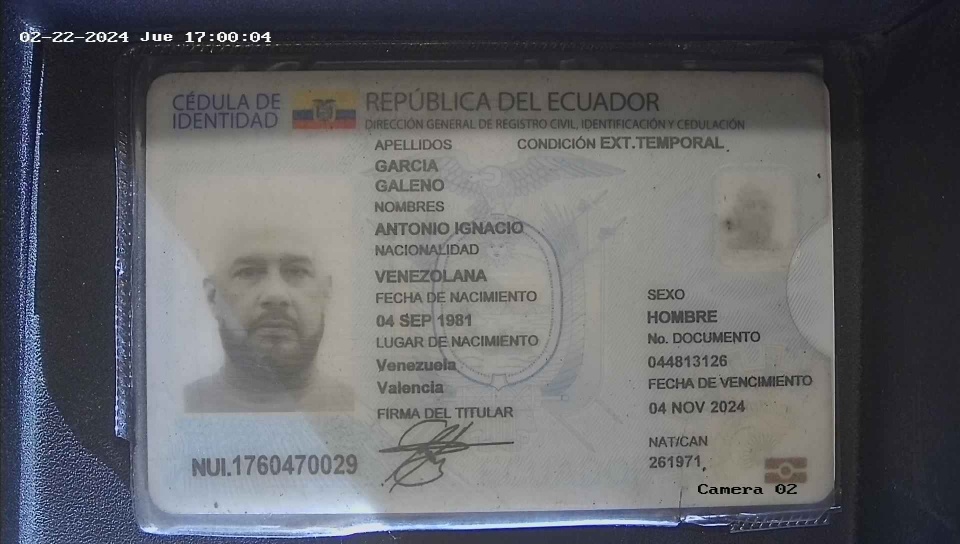 02-22-2024 Jue 17:00:04
CÉDULA DE
IDENTIDAD
REPÚBLICA DEL ECUADOR
DIRECCIÓN GENERAL DE REGISTRO CIVIL, IDENTIFICACIÓN Y CEDULACIÓN
APELLIDOS
CONDICIÓN EXT.TEMPORAL
GARCIA
GALENO
NOMBRES
ANTONIO IGNACIO
NACIONALIDAD
VENEZOLANA
FECHA DE NACIMIENTO
04 SEP 1981
LUGAR DE NACIMIENTO
Venezuela
Valencia
FIRMA DEL TITULAR
SEXO
HOMBRE
No. DOCUMENTO
044813126
FECHA DE VENCIMIENTO
04 NOV 2024
NAT/CAN
261971
NUI.1760470029
Camera 02